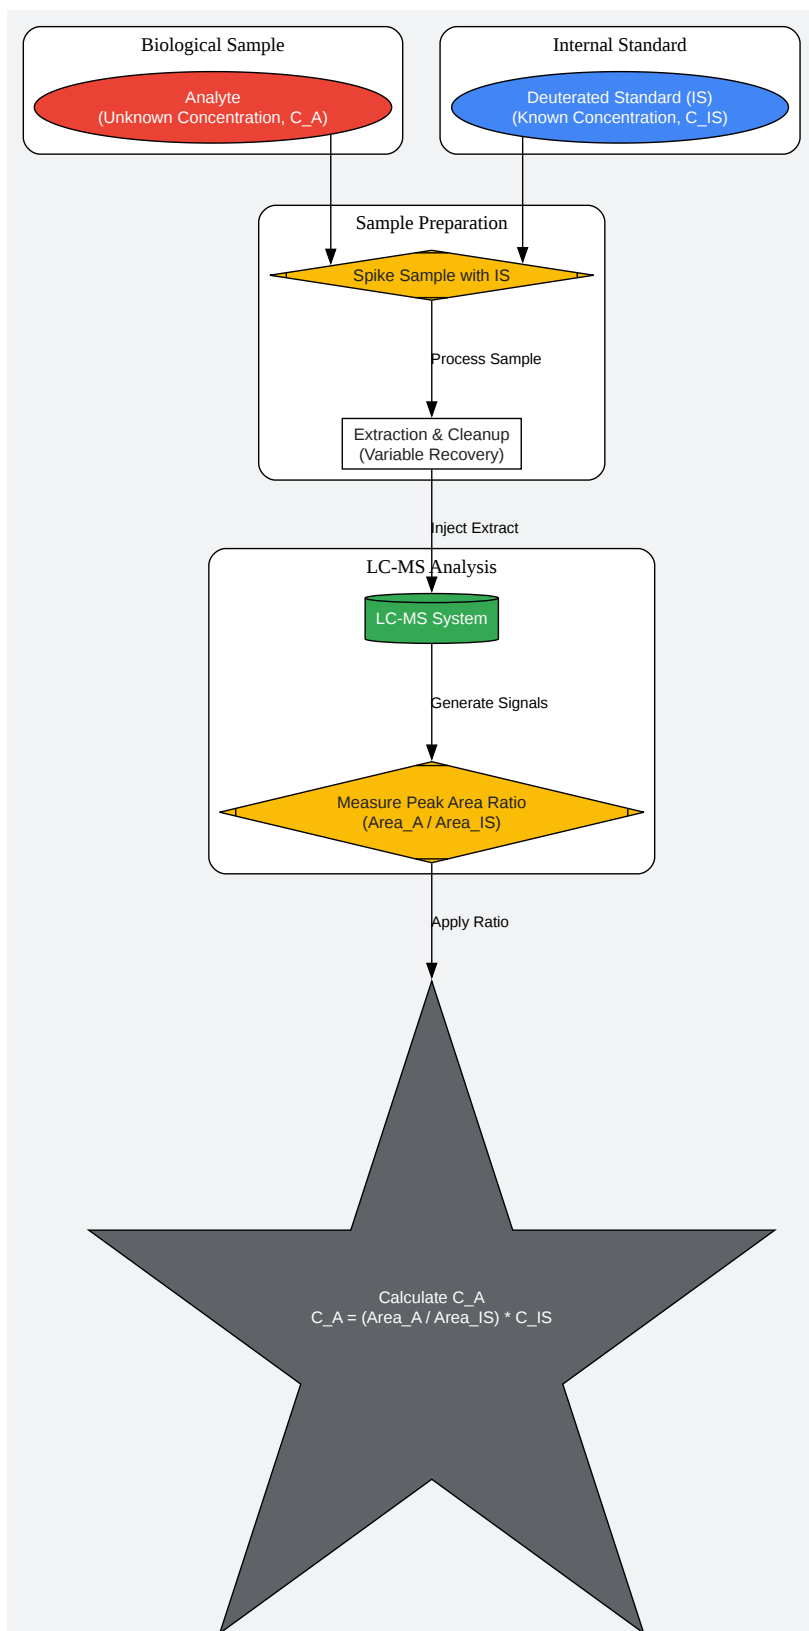 Biological Sample
Internal Standard
Analyte
(Unknown Concentration, C_A)
Deuterated Standard (IS)
(Known Concentration, C_IS)
Sample Preparation
Spike Sample with IS
Process Sample
Extraction & Cleanup
(Variable Recovery)
Inject Extract
LC-MS Analysis
LC-MS System
Generate Signals
Measure Peak Area Ratio
(Area_A / Area_IS)
Apply Ratio
Calculate C_A
C_A = (Area_A / Area_IS) * C_IS